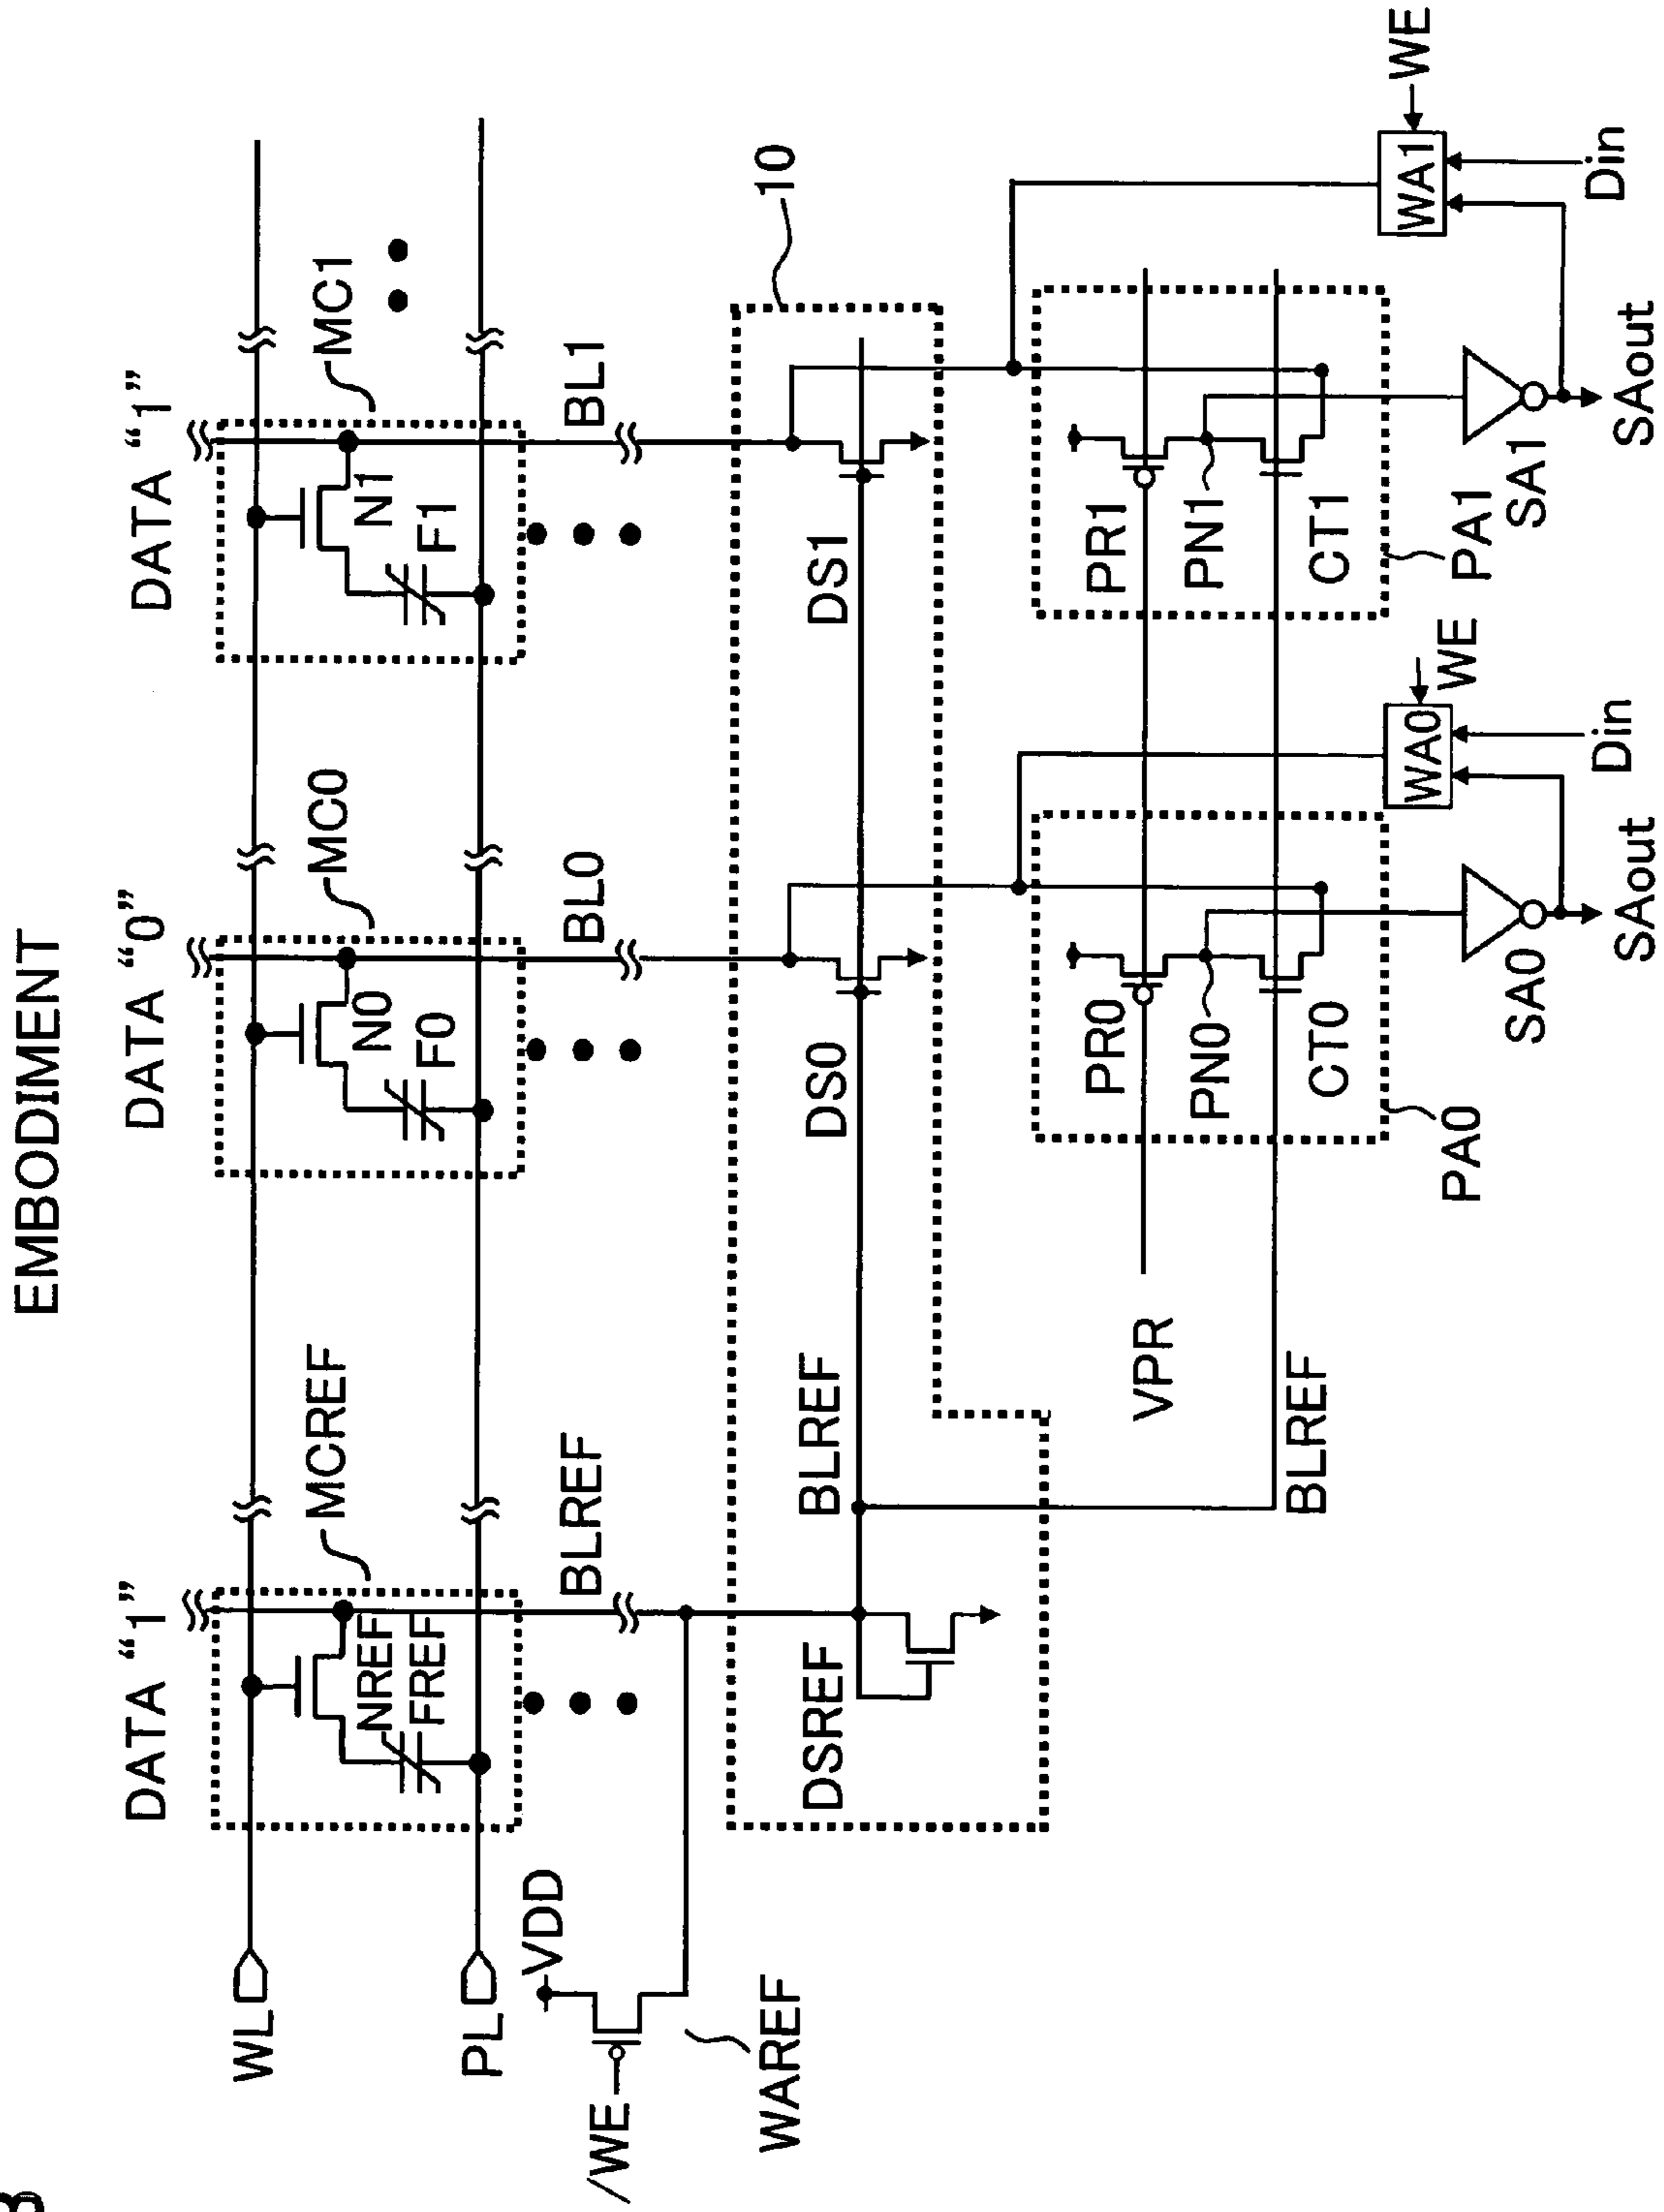 EMBODIMENT
DATA “1”
DATA “0”
DATA “1”
WL
MCREF
MC0
MC1
NREF
N0
N1
FREF
F0
F1
PL
VDD
BLREF
BL0
BL1
/WE
WAREF
10
DSREF
BLREF
DS0
DS1
VPR
PR0
PR1
PN0
PN1
BLREF
CT0
CT1
PA0
PA1
WA0
WE
WA1
WE
SA0
SA1
Din
Din
SAout
SAout